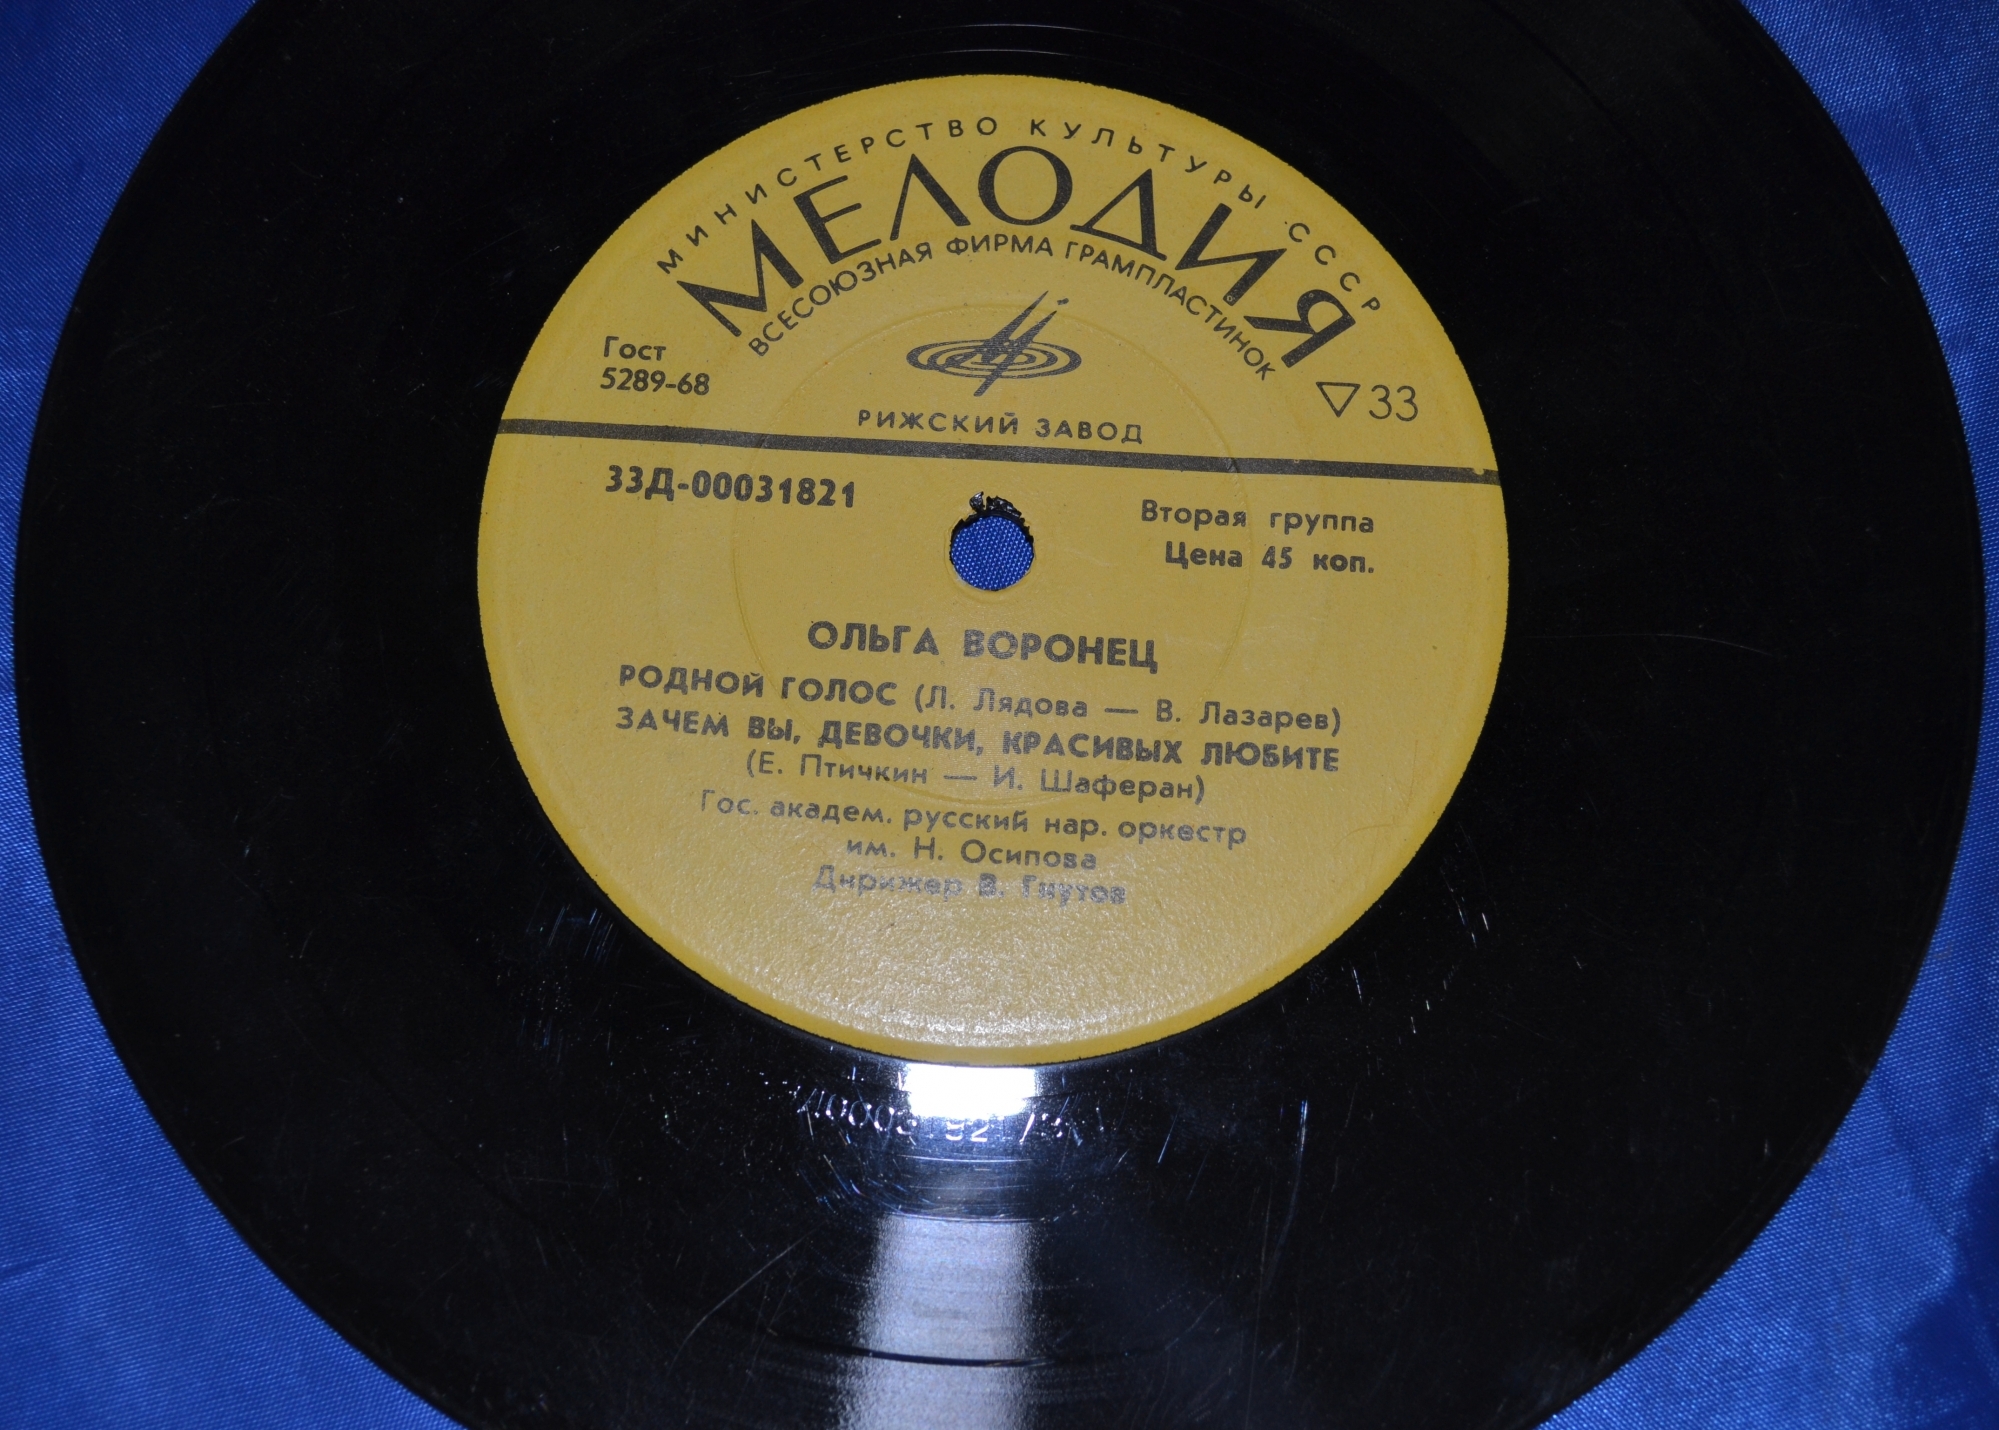 МИНИСТЕРСТВО КУЛЬТУРЫ СССР
МЕЛОДИЯ
ВСЕСОЮЗНАЯ ФИРМА ГРАМПЛАСТИНОК
Гост
5289-68
33
РИЖСКИЙ ЗАВОД
33Д-00031821
Вторая группа
Цена 45 коп.
ОЛЬГА ВОРОНЕЦ
РОДНОЙ ГОЛОС (Л. Лядова — В. Лазарев)
ЗАЧЕМ ВЫ, ДЕВОЧКИ, КРАСИВЫХ ЛЮБИТЕ
(Е. Птичкин — И. Шаферан)
Гос. академ. русский нар. оркестр
им. Н. Осипова
Дирижер В. Гнутов